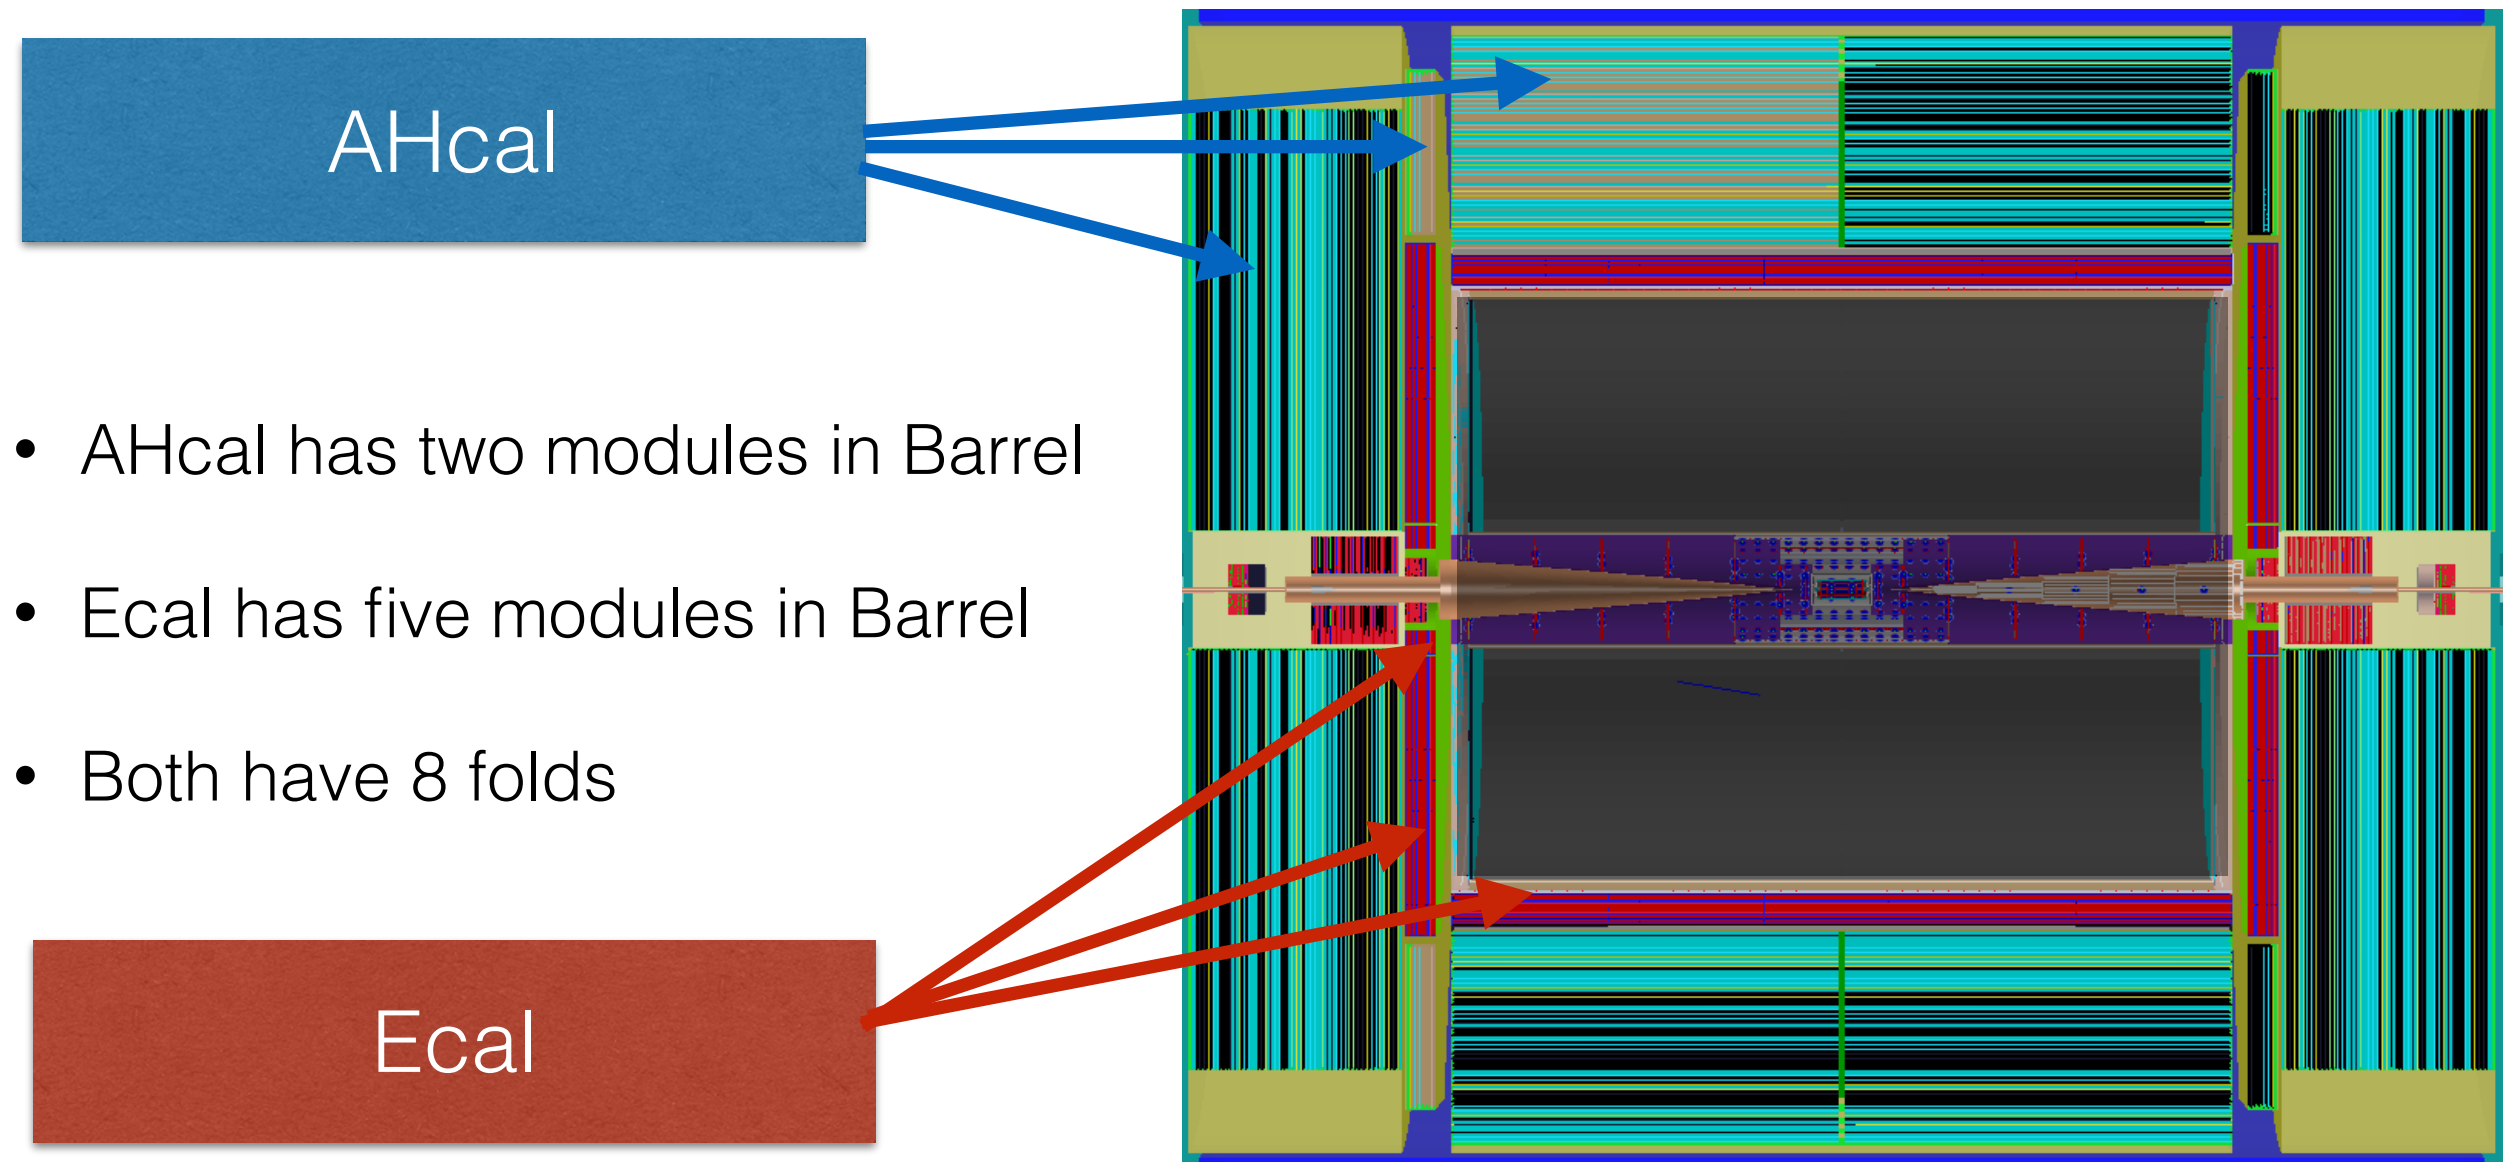 AHcal
• AHcal has two modules in Barrel
• Ecal has five modules in Barrel
• Both have 8 folds
Ecal